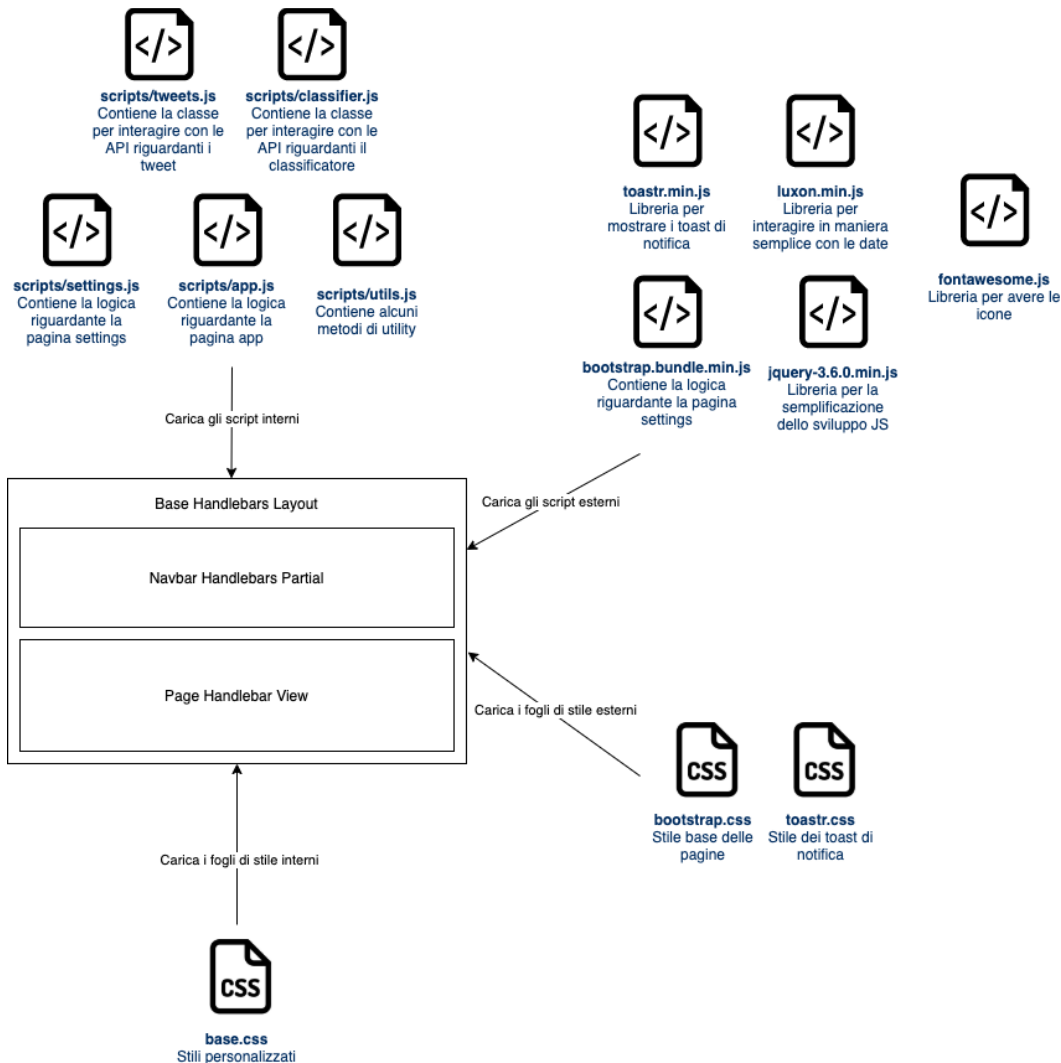 scripts/tweets.js
Contiene la classe
per interagire con le
API riguardanti i
tweet
scripts/classifier.js
Contiene la classe
per interagire con le
API riguardanti il
classificatore
scripts/settings.js
Contiene la logica
riguardante la
pagina settings
scripts/app.js
Contiene la logica
riguardante la
pagina app
scripts/utils.js
Contiene alcuni
metodi di utility
toastr.min.js
Libreria per
mostrare i toast di
notifica
luxon.min.js
Libreria per
interagire in maniera
semplice con le date
fontawesome.js
Libreria per avere le
icone
bootstrap.bundle.min.js
Contiene la logica
riguardante la pagina
settings
jquery-3.6.0.min.js
Libreria per la
semplificazione
dello sviluppo JS
Carica gli script interni
Carica gli script esterni
Base Handlebars Layout
Navbar Handlebars Partial
Page Handlebar View
Carica i fogli di stile esterni
CSS
bootstrap.css
Stile base delle
pagine
CSS
toastr.css
Stile dei toast di
notifica
Carica i fogli di stile interni
CSS
base.css
Stili personalizzati